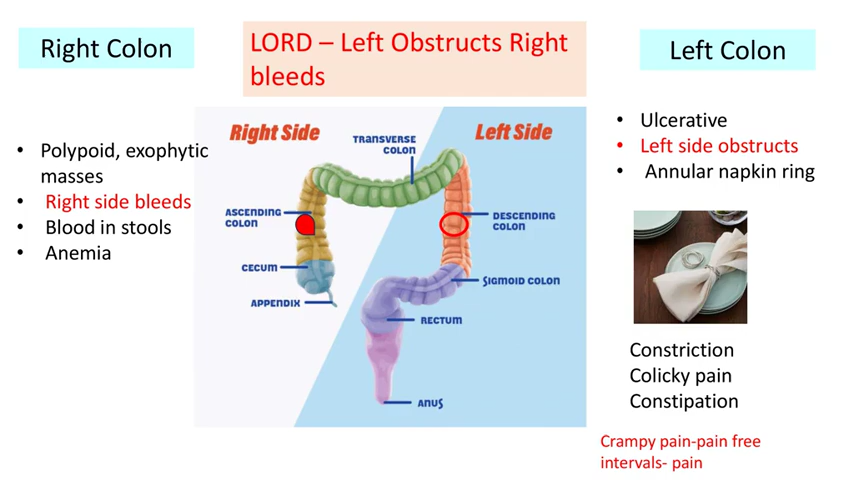 Right Colon
LORD – Left Obstructs Right
bleeds
Left Colon
• Polypoid, exophytic
masses
• Right side bleeds
• Blood in stools
• Anemia
Right Side
Left Side
TRANSVERSE
COLON
ASCENDING
COLON
DESCENDING
COLON
CECUM
SIGMOID COLON
APPENDIX
RECTUM
ANUS
• Ulcerative
• Left side obstructs
• Annular napkin ring
Constriction
Colicky pain
Constipation
Crampy pain-pain free
intervals- pain